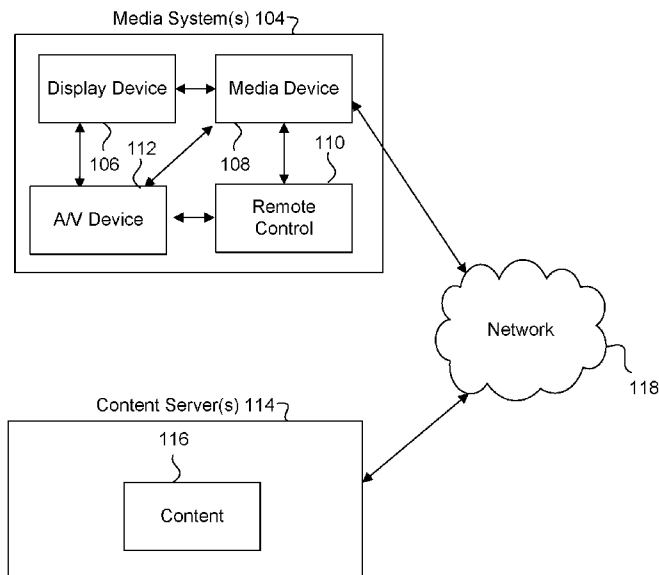 Media System(s) 104
Display Device
Media Device
106
112
108
110
A/V Device
Remote
Control
Network
118
Content Server(s) 114
116
Content